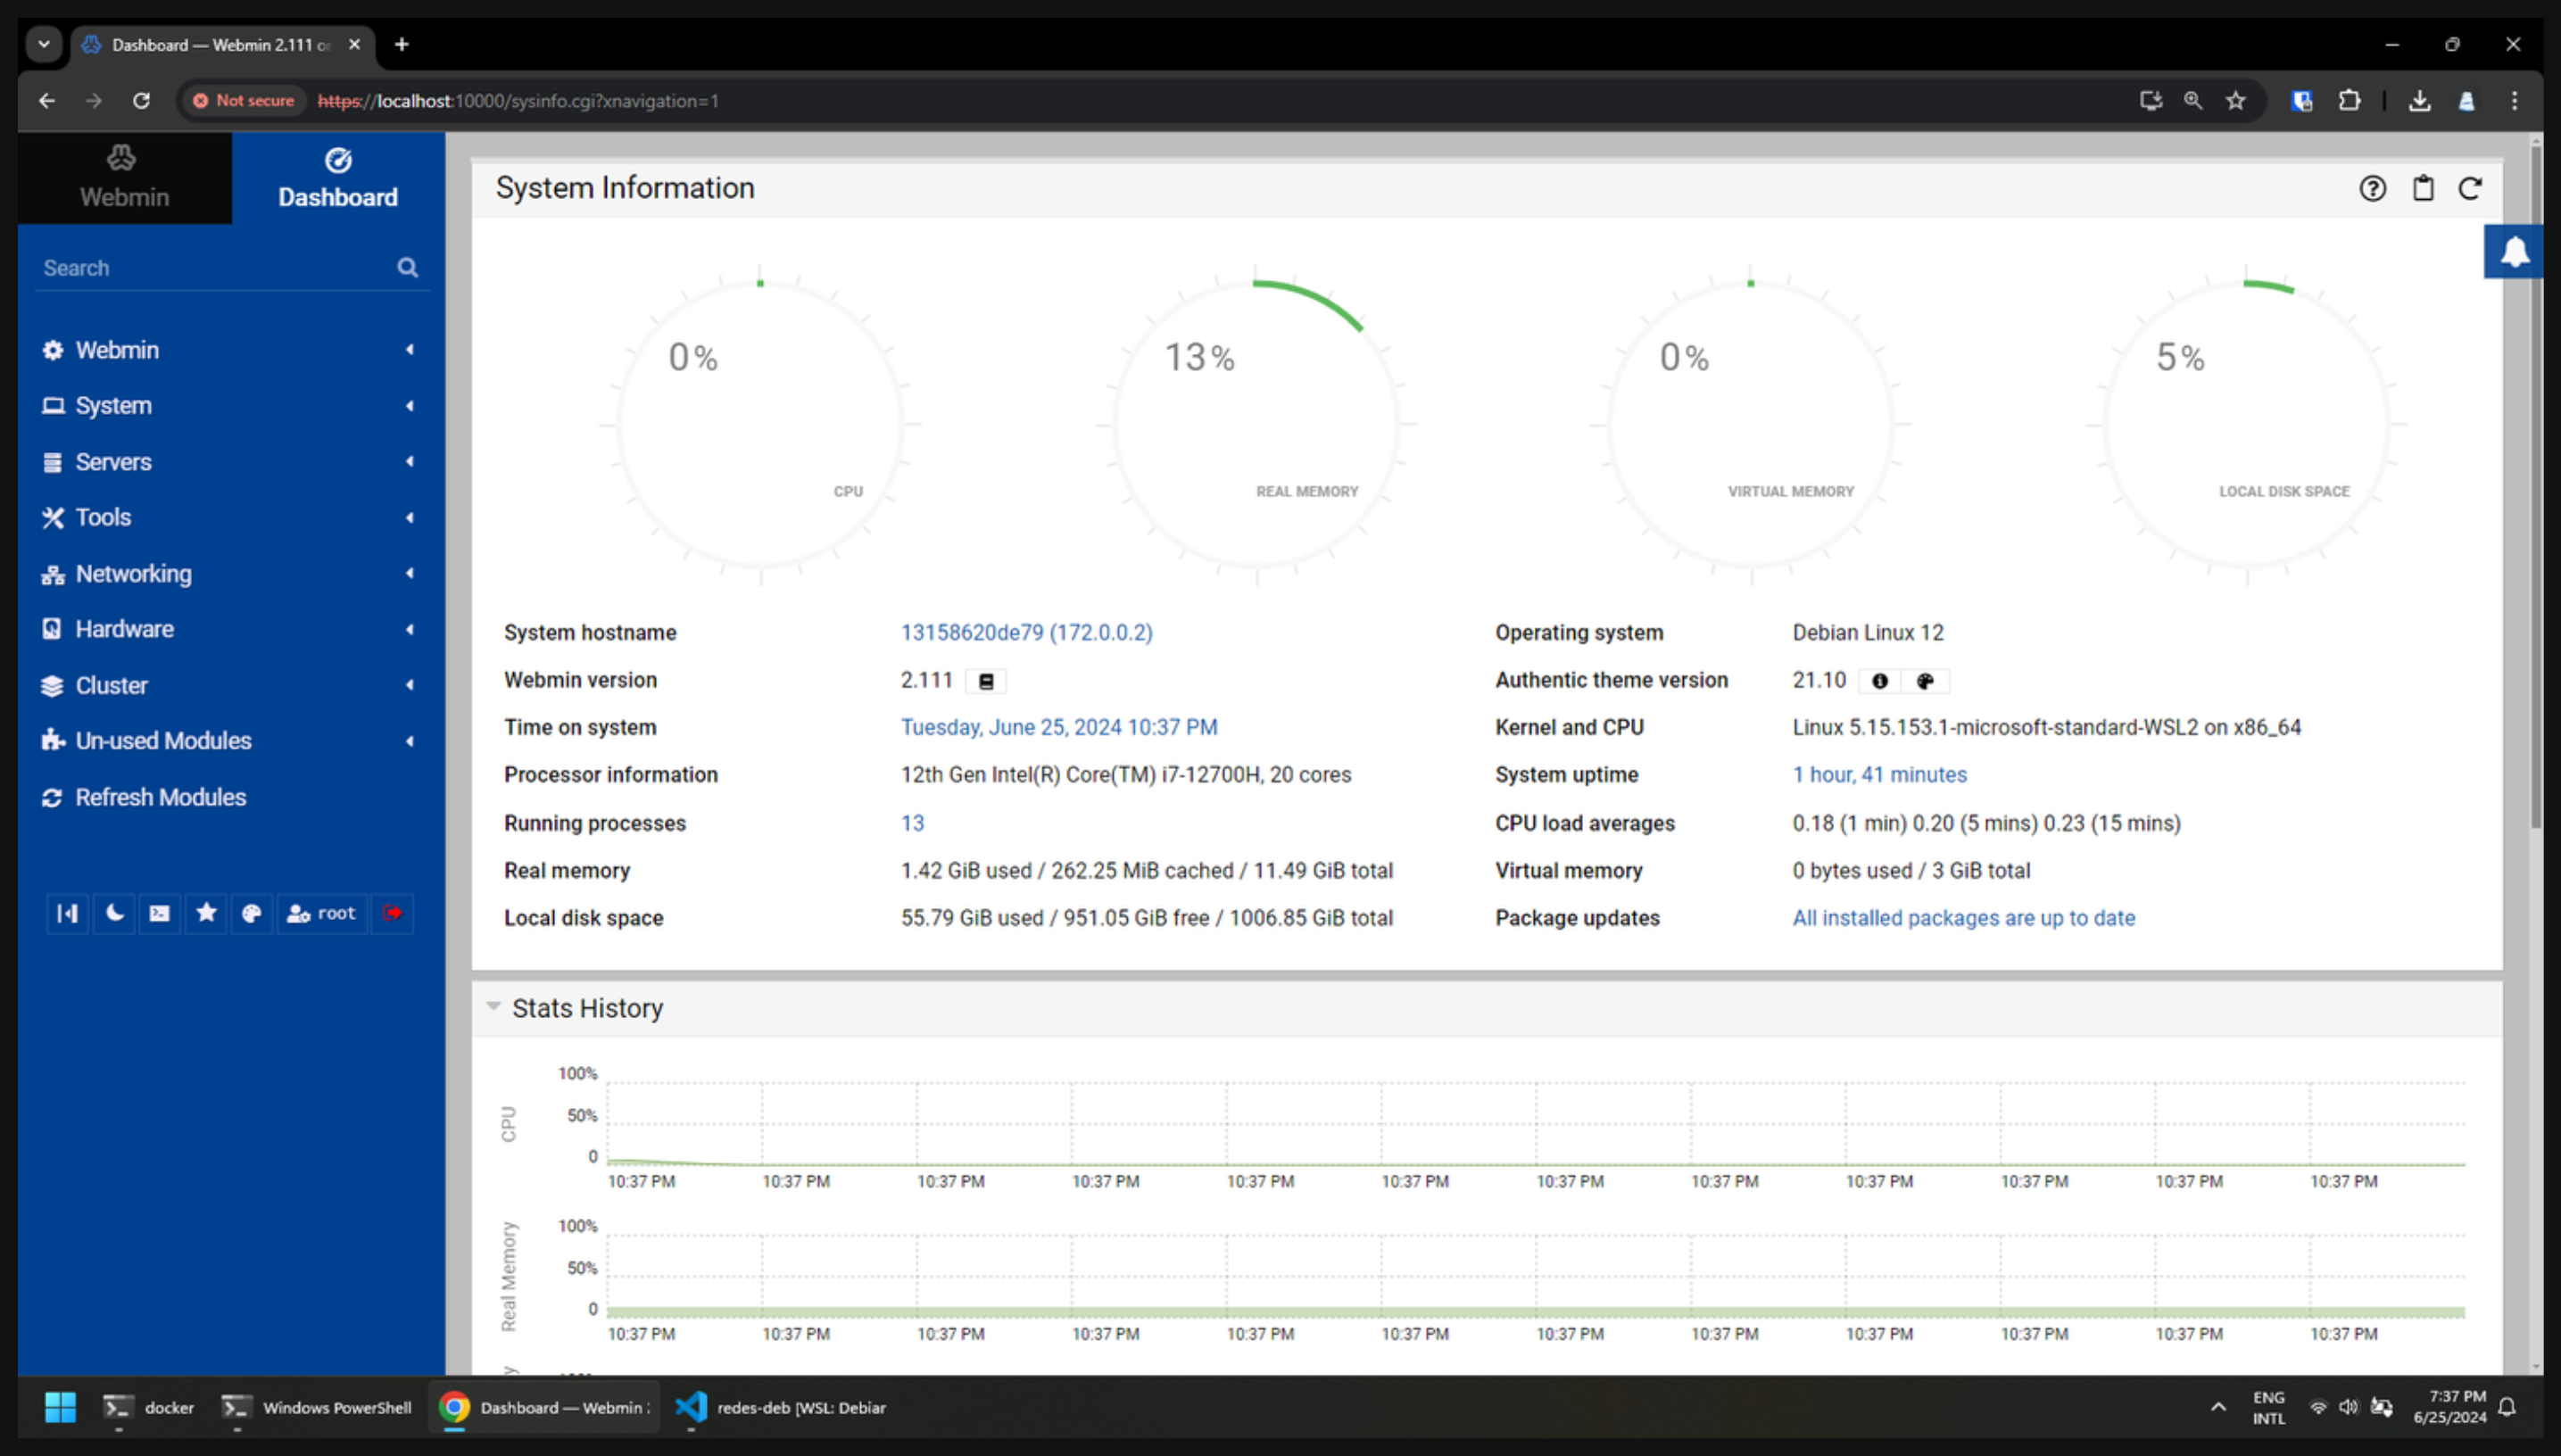 Dashboard — Webmin 2.111 or
Not secure https://localhost:10000/sysinfo.cgi?xnavigation=1
Webmin
Dashboard
Search
Webmin
System
Servers
Tools
Networking
Hardware
Cluster
Un-used Modules
Refresh Modules
root
System Information
0%
CPU
13%
REAL MEMORY
0%
VIRTUAL MEMORY
5%
LOCAL DISK SPACE
System hostname 13158620de79 (172.0.0.2) Operating system Debian Linux 12
Webmin version 2.111 Authentic theme version 21.10
Time on system Tuesday, June 25, 2024 10:37 PM Kernel and CPU Linux 5.15.153.1-microsoft-standard-WSL2 on x86_64
Processor information 12th Gen Intel(R) Core(TM) i7-12700H, 20 cores System uptime 1 hour, 41 minutes
Running processes 13 CPU load averages 0.18 (1 min) 0.20 (5 mins) 0.23 (15 mins)
Real memory 1.42 GiB used / 262.25 MiB cached / 11.49 GiB total Virtual memory 0 bytes used / 3 GiB total
Local disk space 55.79 GiB used / 951.05 GiB free / 1006.85 GiB total Package updates All installed packages are up to date
Stats History
CPU
100%
50%
0
10:37 PM 10:37 PM 10:37 PM 10:37 PM 10:37 PM 10:37 PM 10:37 PM 10:37 PM 10:37 PM 10:37 PM 10:37 PM 10:37 PM
Real Memory
100%
50%
0
10:37 PM 10:37 PM 10:37 PM 10:37 PM 10:37 PM 10:37 PM 10:37 PM 10:37 PM 10:37 PM 10:37 PM 10:37 PM 10:37 PM
docker Windows PowerShell Dashboard — Webmin redes-deb [WSL: Debiar
ENG
INTL
7:37 PM
6/25/2024